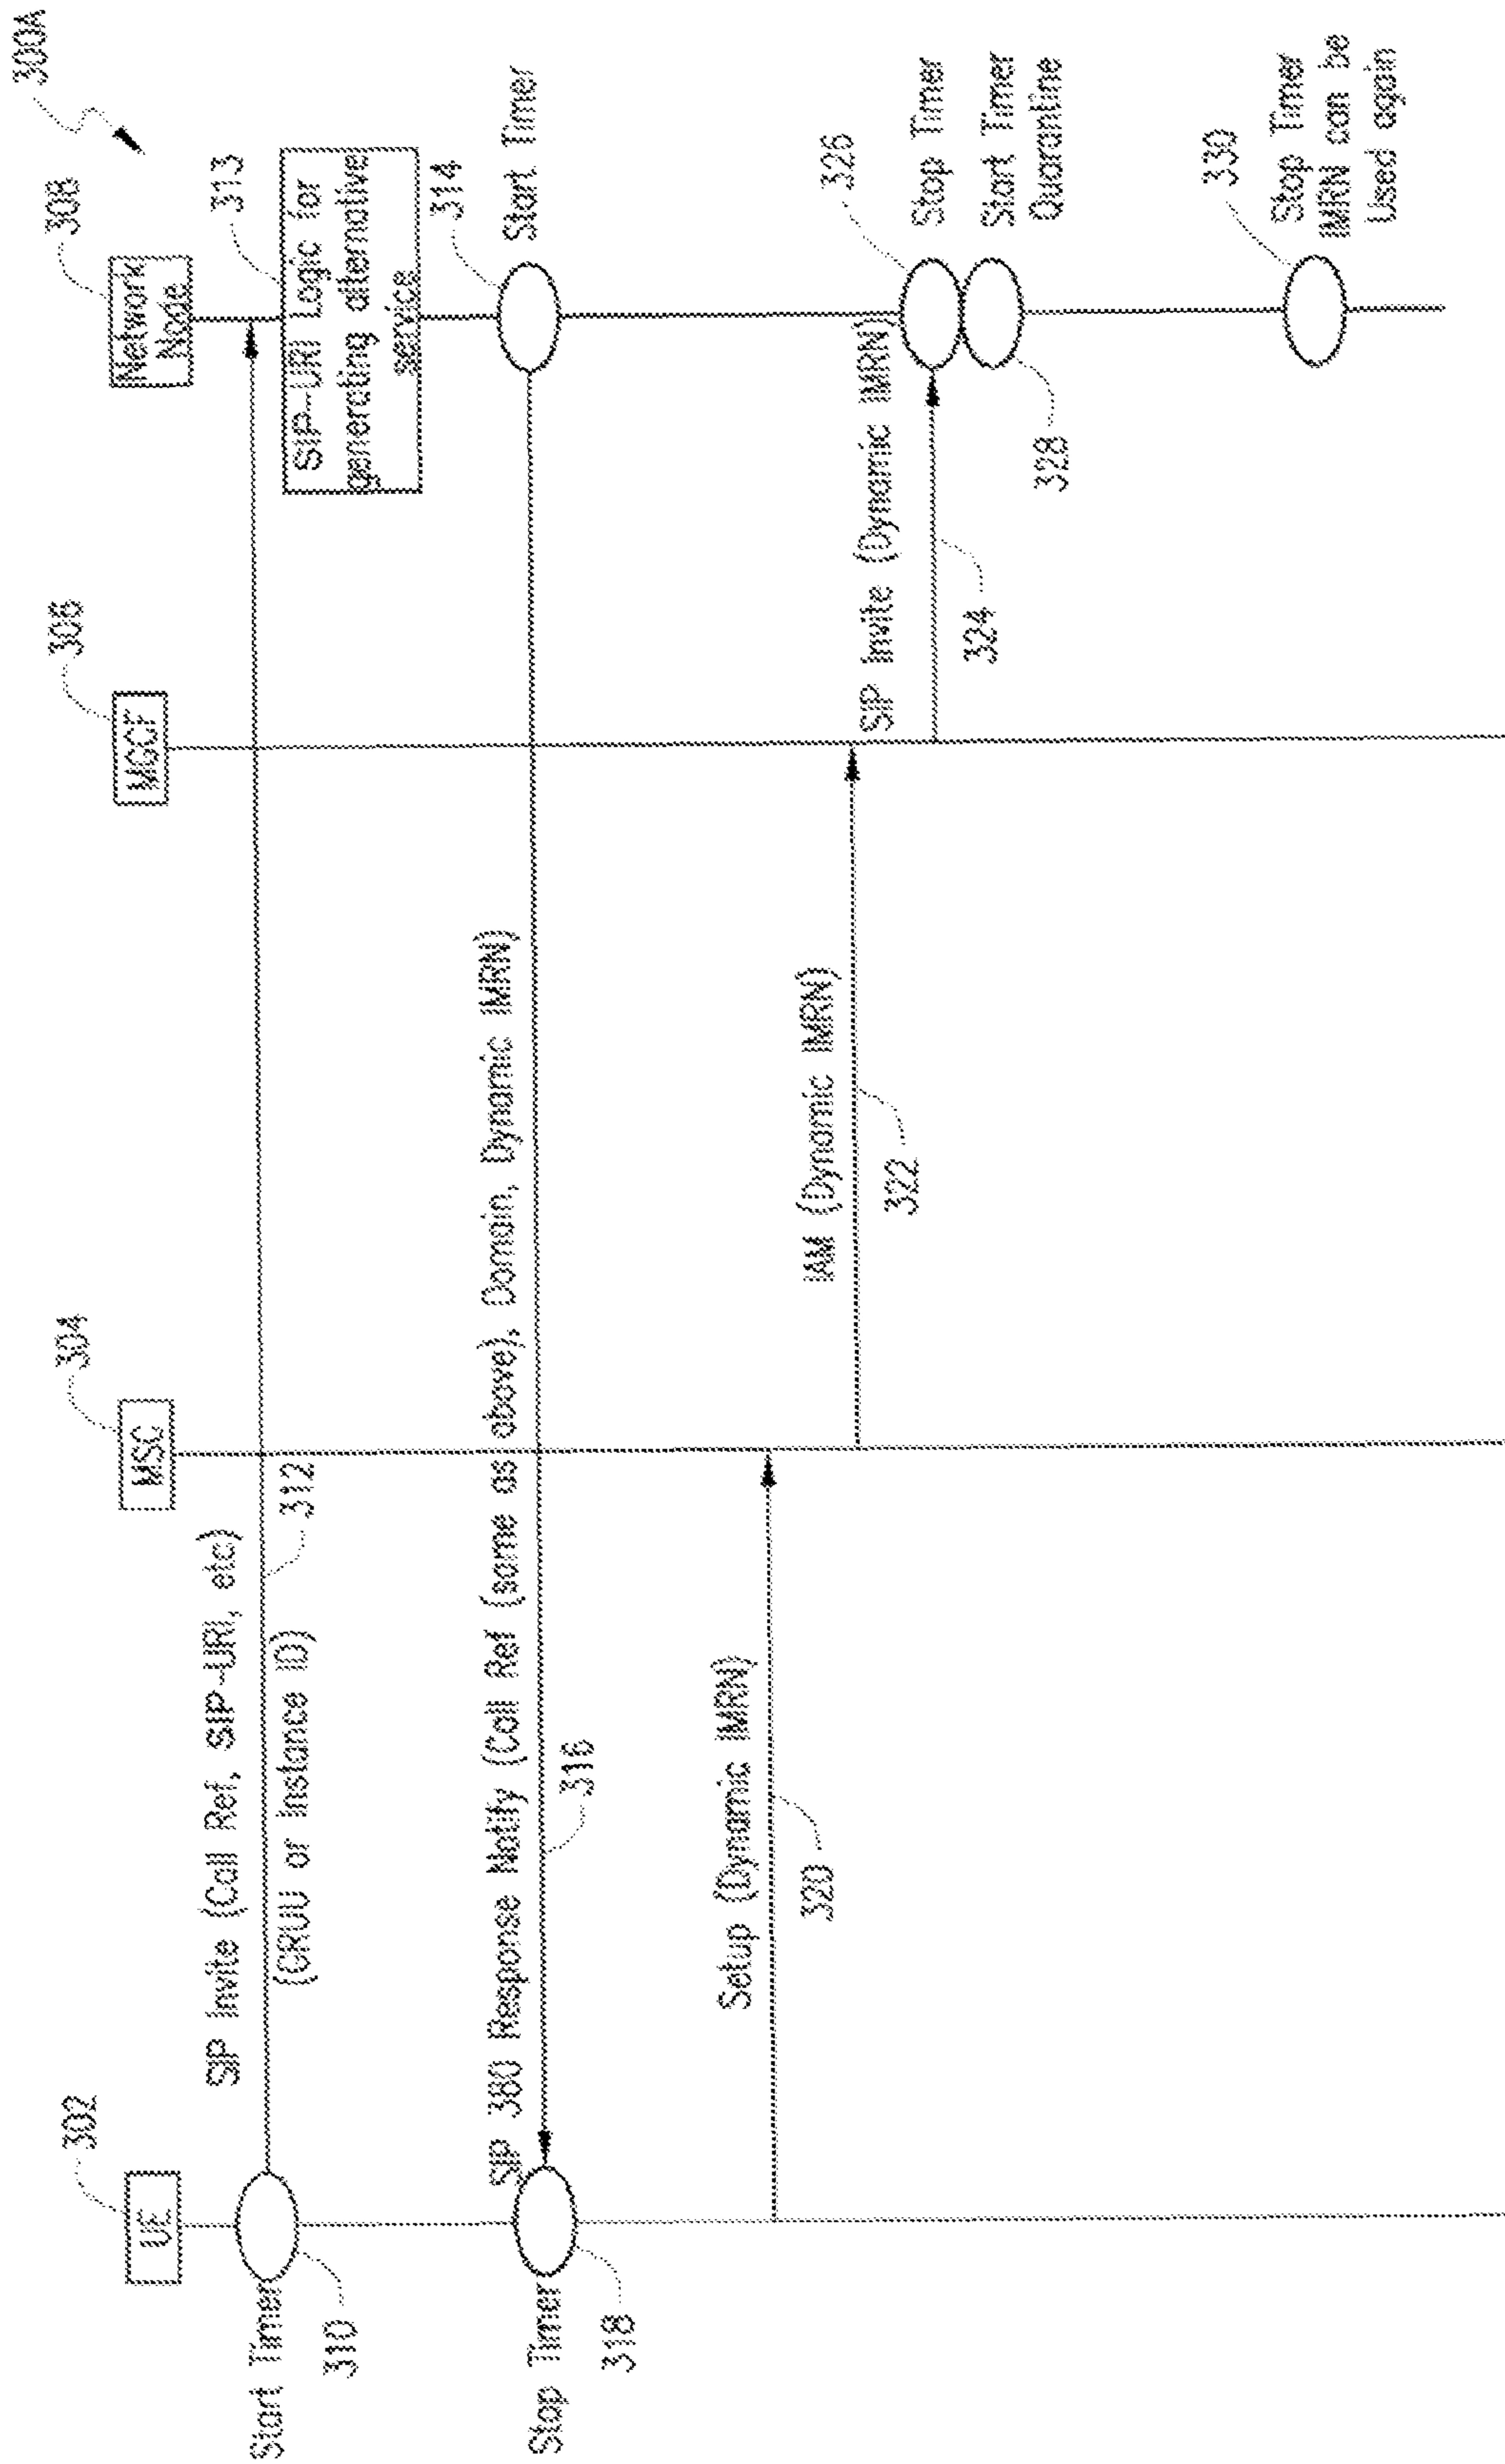 300A
302
UE
304
MSC
306
MGCF
308
Network
Node
Start Timer
310
SIP Invite (Call Ref, SIP-URI, etc)
(GRUU or Instance ID)
312
313
SIP-URI Logic for
generating alternative
service
314
Start Timer
SIP 380 Response Notify (Call Ref (same as above), Domain, Dynamic IMRN)
316
Stop Timer
318
Setup (Dynamic IMRN)
320
IAM (Dynamic IMRN)
322
SIP Invite (Dynamic IMRN)
324
326
Stop Timer
Start Timer
Quarantine
328
330
Stop Timer
IMRN can be
Used again